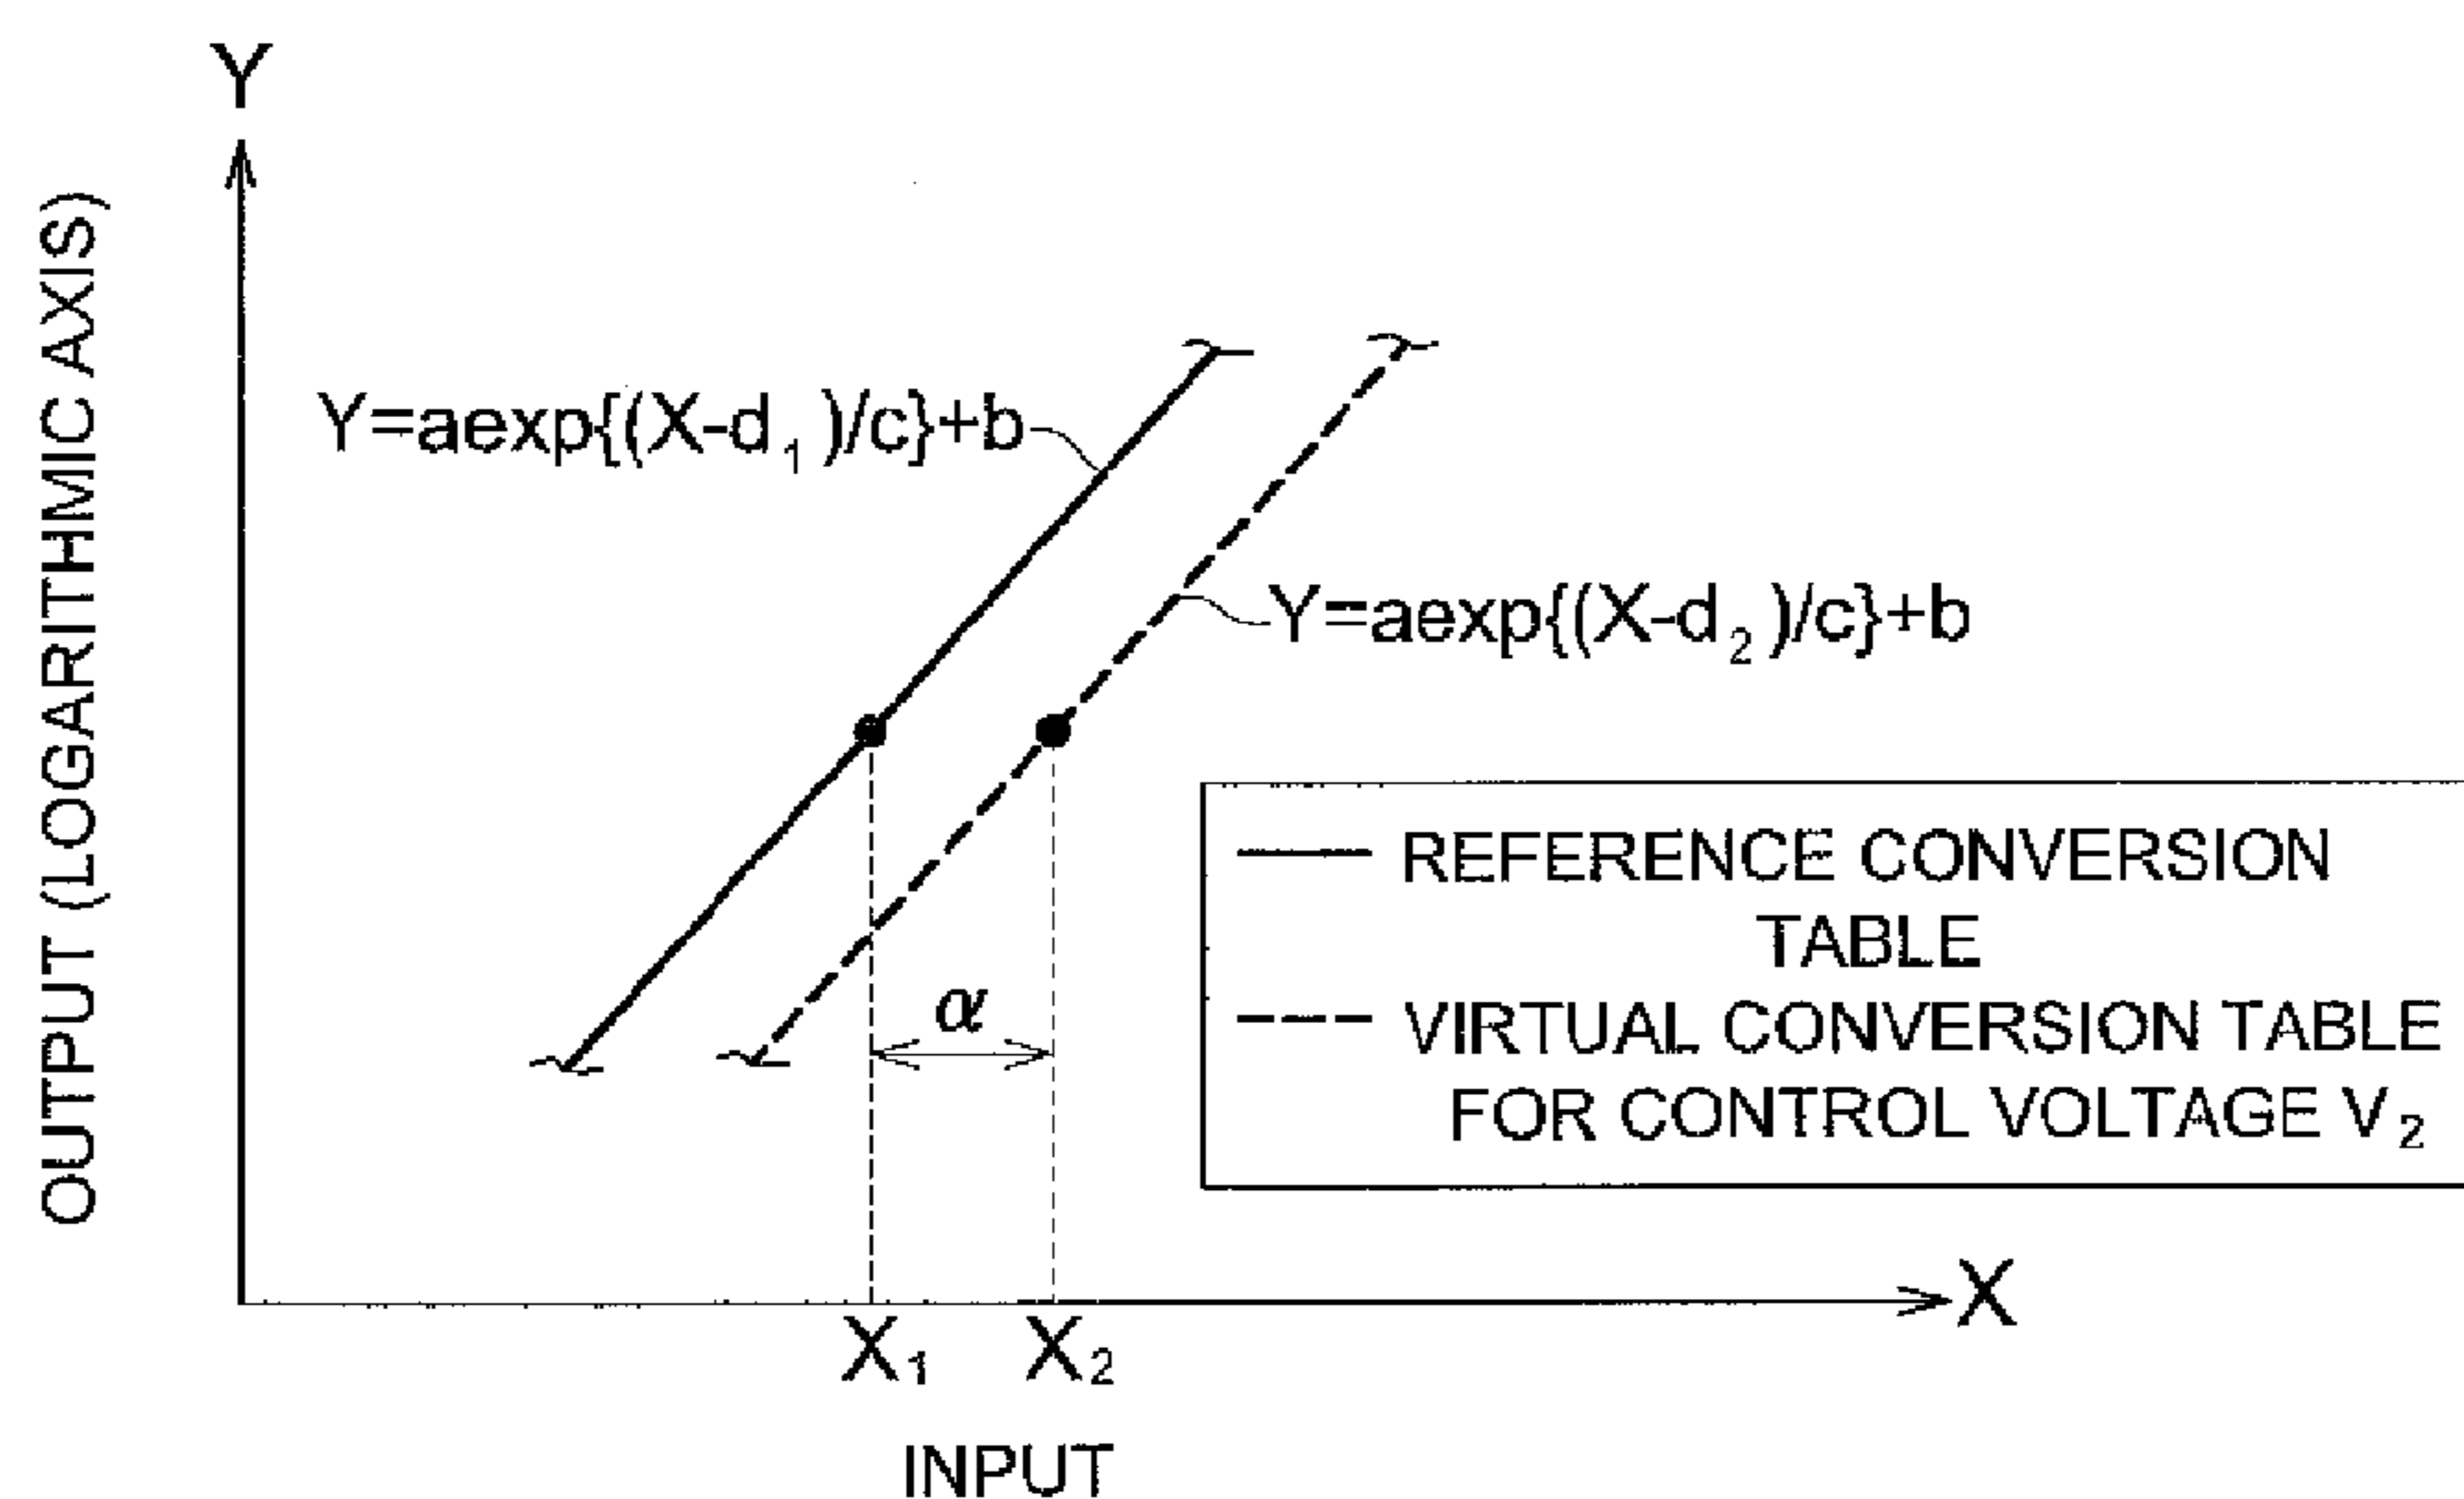 Y
OUTPUT (LOGARITHMIC AXIS)
Y=aexp{(X-d₁)/c}+b
Y=aexp{(X-d₂)/c}+b
α
REFERENCE CONVERSION
TABLE
VIRTUAL CONVERSION TABLE
FOR CONTROL VOLTAGE V₂
X
X₁ X₂
INPUT